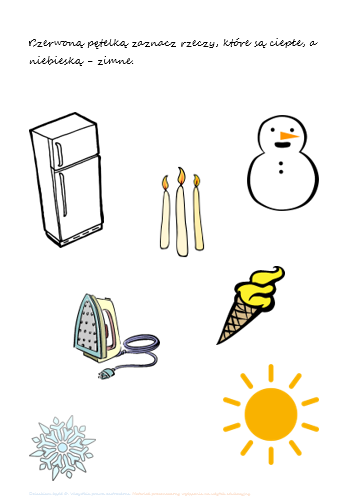 Czerwoną pętelką zaznacz rzeczy, które są ciepłe, a
niebieską – zimne.